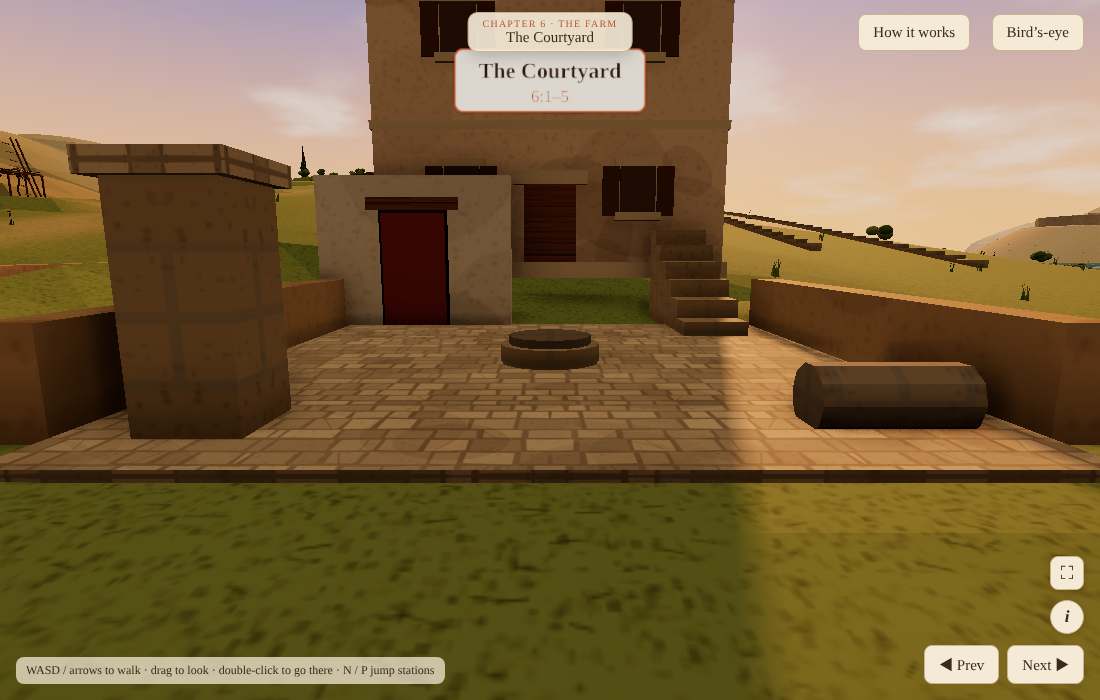 CHAPTER 6 · THE FARM
The Courtyard
The Courtyard
6:1–5
How it works
Bird’s-eye
i
WASD / arrows to walk · drag to look · double-click to go there · N / P jump stations
◀ Prev
Next ▶